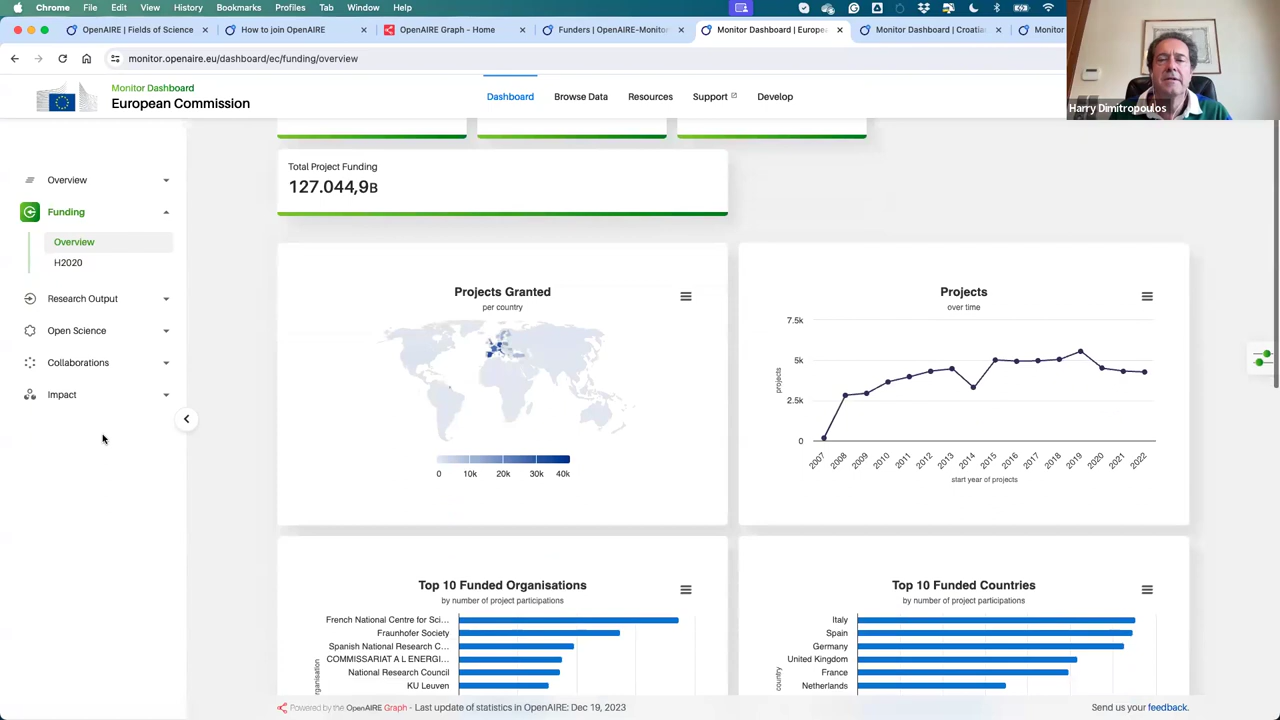 Chrome File Edit View History Bookmarks Profiles Tab Window Help
OpenAIRE | Fields of Science
How to join OpenAIRE
OpenAIRE Graph - Home
Funders | OpenAIRE-Monitor
Monitor Dashboard | Europe
Monitor Dashboard | Croatia
Monitor
monitor.openaire.eu/dashboard/ec/funding/overview
Harry Dimitropoulos
Monitor Dashboard
European Commission
Dashboard Browse Data Resources Support Develop
Overview
Funding
Overview
H2020
Research Output
Open Science
Collaborations
Impact
Total Project Funding
127.044,9B
Projects Granted
per country
0 10k 20k 30k 40k
Projects
over time
7.5k
5k
2.5k
0
projects
2007 2008 2009 2010 2011 2012 2013 2014 2015 2016 2017 2018 2019 2020 2021 2022
start year of projects
Top 10 Funded Organisations
by number of project participations
French National Centre for Sci...
Fraunhofer Society
Spanish National Research C...
COMMISSARIAT A L ENERGI...
National Research Council
KU Leuven
rganisation
Top 10 Funded Countries
by number of project participations
Italy
Spain
Germany
United Kingdom
France
Netherlands
country
Powered by the OpenAIRE Graph - Last update of statistics in OpenAIRE: Dec 19, 2023
Send us your feedback.